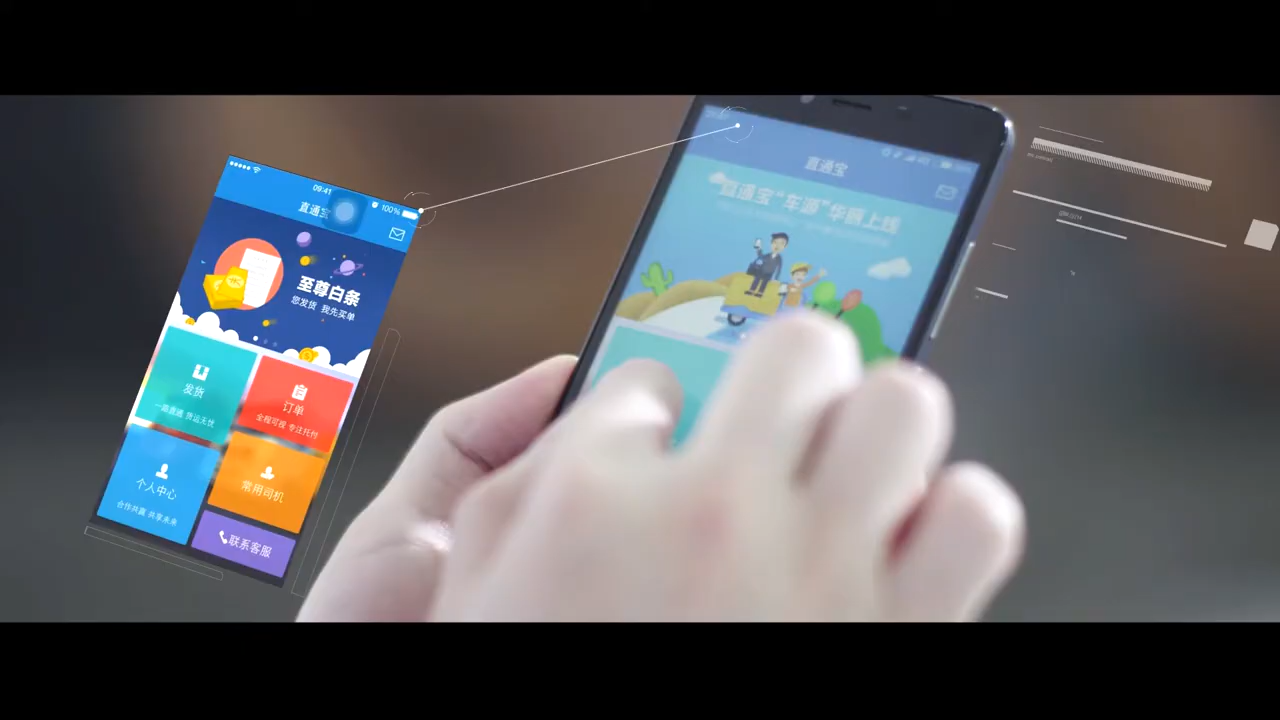 09:41
100%
直通宝
至尊白条
您发货 我先买单
发货
一路直通 货运无忧
订单
全程可视 专注托付
个人中心
合作共赢 共享未来
常用司机
联系客服
直通宝
直通宝“车源”华丽上线